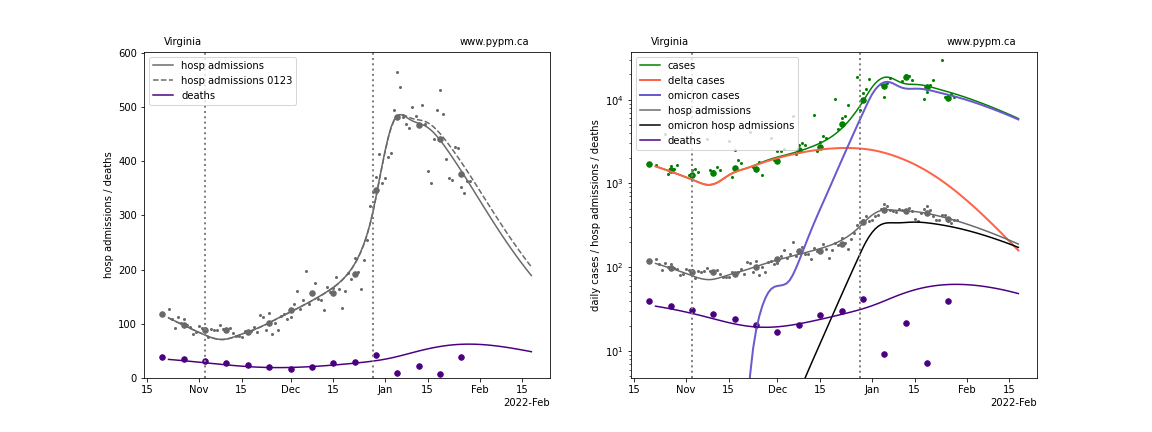 Virginia
www.pypm.ca
hosp admissions
hosp admissions 0123
deaths
hosp admissions / deaths
600
500
400
300
200
100
0
15
Nov
15
Dec
15
Jan
15
Feb
15
2022-Feb
Virginia
www.pypm.ca
cases
delta cases
omicron cases
hosp admissions
omicron hosp admissions
deaths
daily cases / hosp admissions / deaths
10⁴
10³
10²
10¹
15
Nov
15
Dec
15
Jan
15
Feb
15
2022-Feb